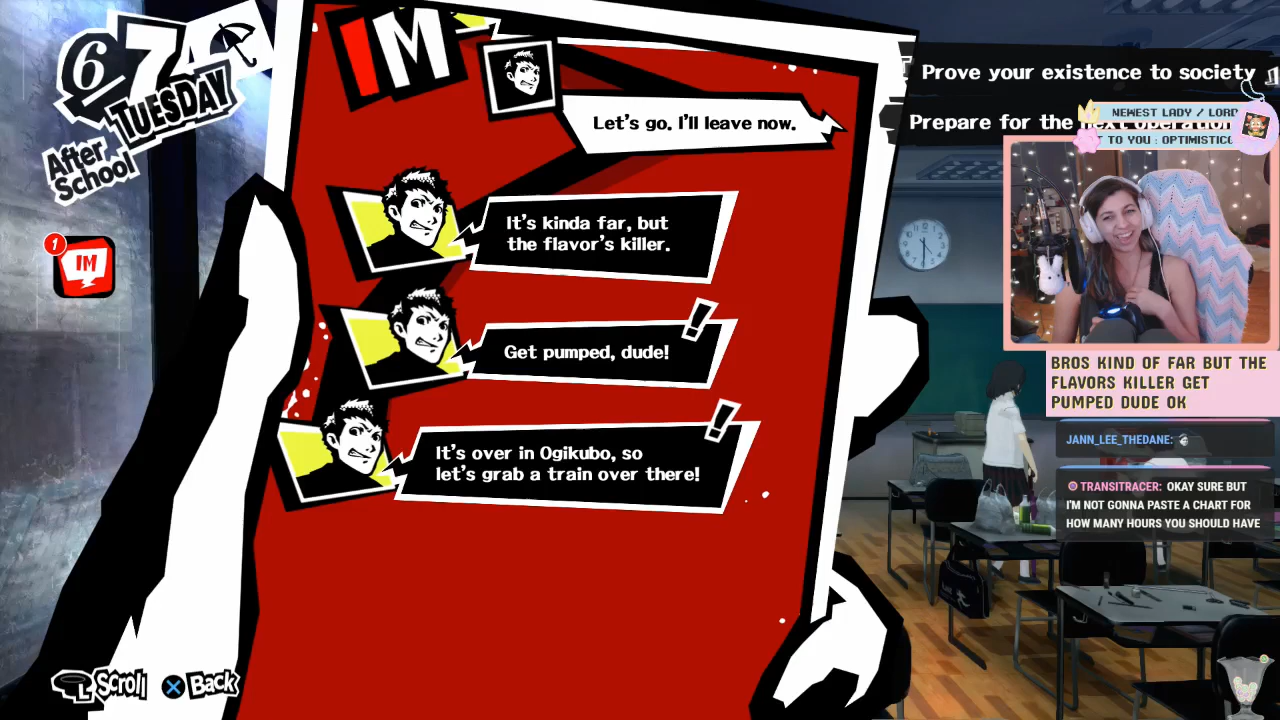 6/7
TUESDAY
After
School
1
IM
IM
Let's go. I'll leave now.
It's kinda far, but
the flavor's killer.
Get pumped, dude!
It's over in Ogikubo, so
let's grab a train over there!
L Scroll
Back
Prove your existence to society
Prepare for the next operation
NEWEST LADY / LORD
TO YOU : OPTIMISTIC
BROS KIND OF FAR BUT THE
FLAVORS KILLER GET
PUMPED DUDE OK
JANN_LEE_THEDANE:
TRANSITRACER: OKAY SURE BUT
I'M NOT GONNA PASTE A CHART FOR
HOW MANY HOURS YOU SHOULD HAVE